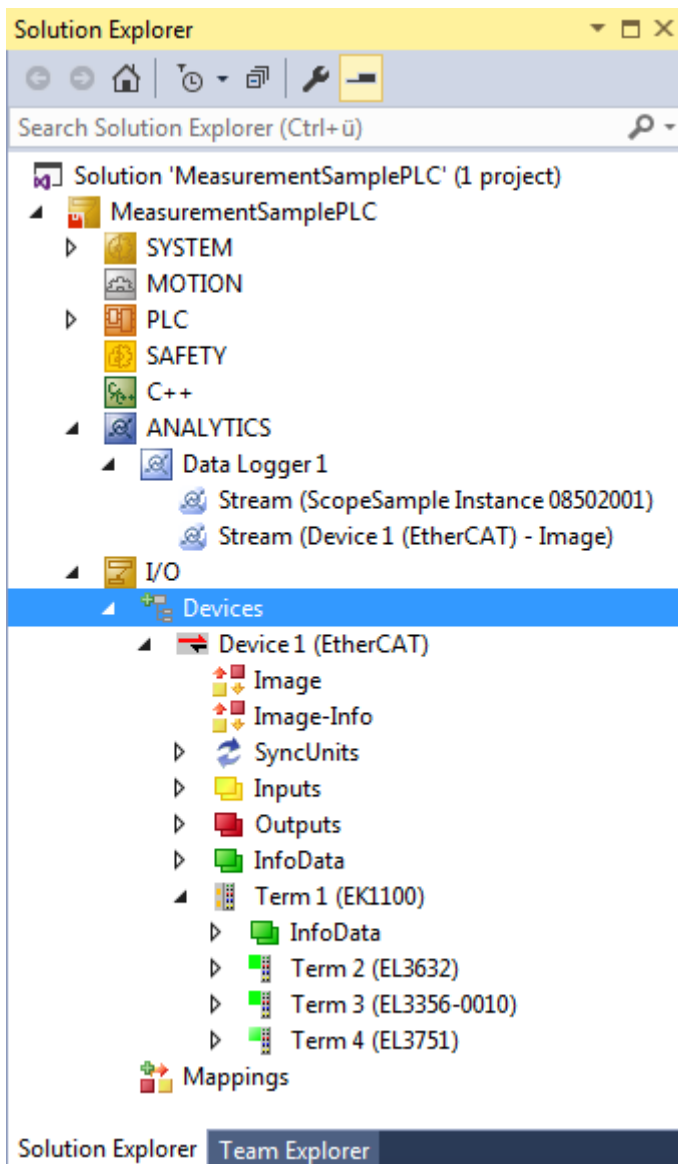 Solution Explorer
Search Solution Explorer (Ctrl+ü)
Solution 'MeasurementSamplePLC' (1 project)
MeasurementSamplePLC
SYSTEM
MOTION
PLC
SAFETY
C++
ANALYTICS
Data Logger 1
Stream (ScopeSample Instance 08502001)
Stream (Device 1 (EtherCAT) - Image)
I/O
Devices
Device 1 (EtherCAT)
Image
Image-Info
SyncUnits
Inputs
Outputs
InfoData
Term 1 (EK1100)
InfoData
Term 2 (EL3632)
Term 3 (EL3356-0010)
Term 4 (EL3751)
Mappings
Solution Explorer Team Explorer